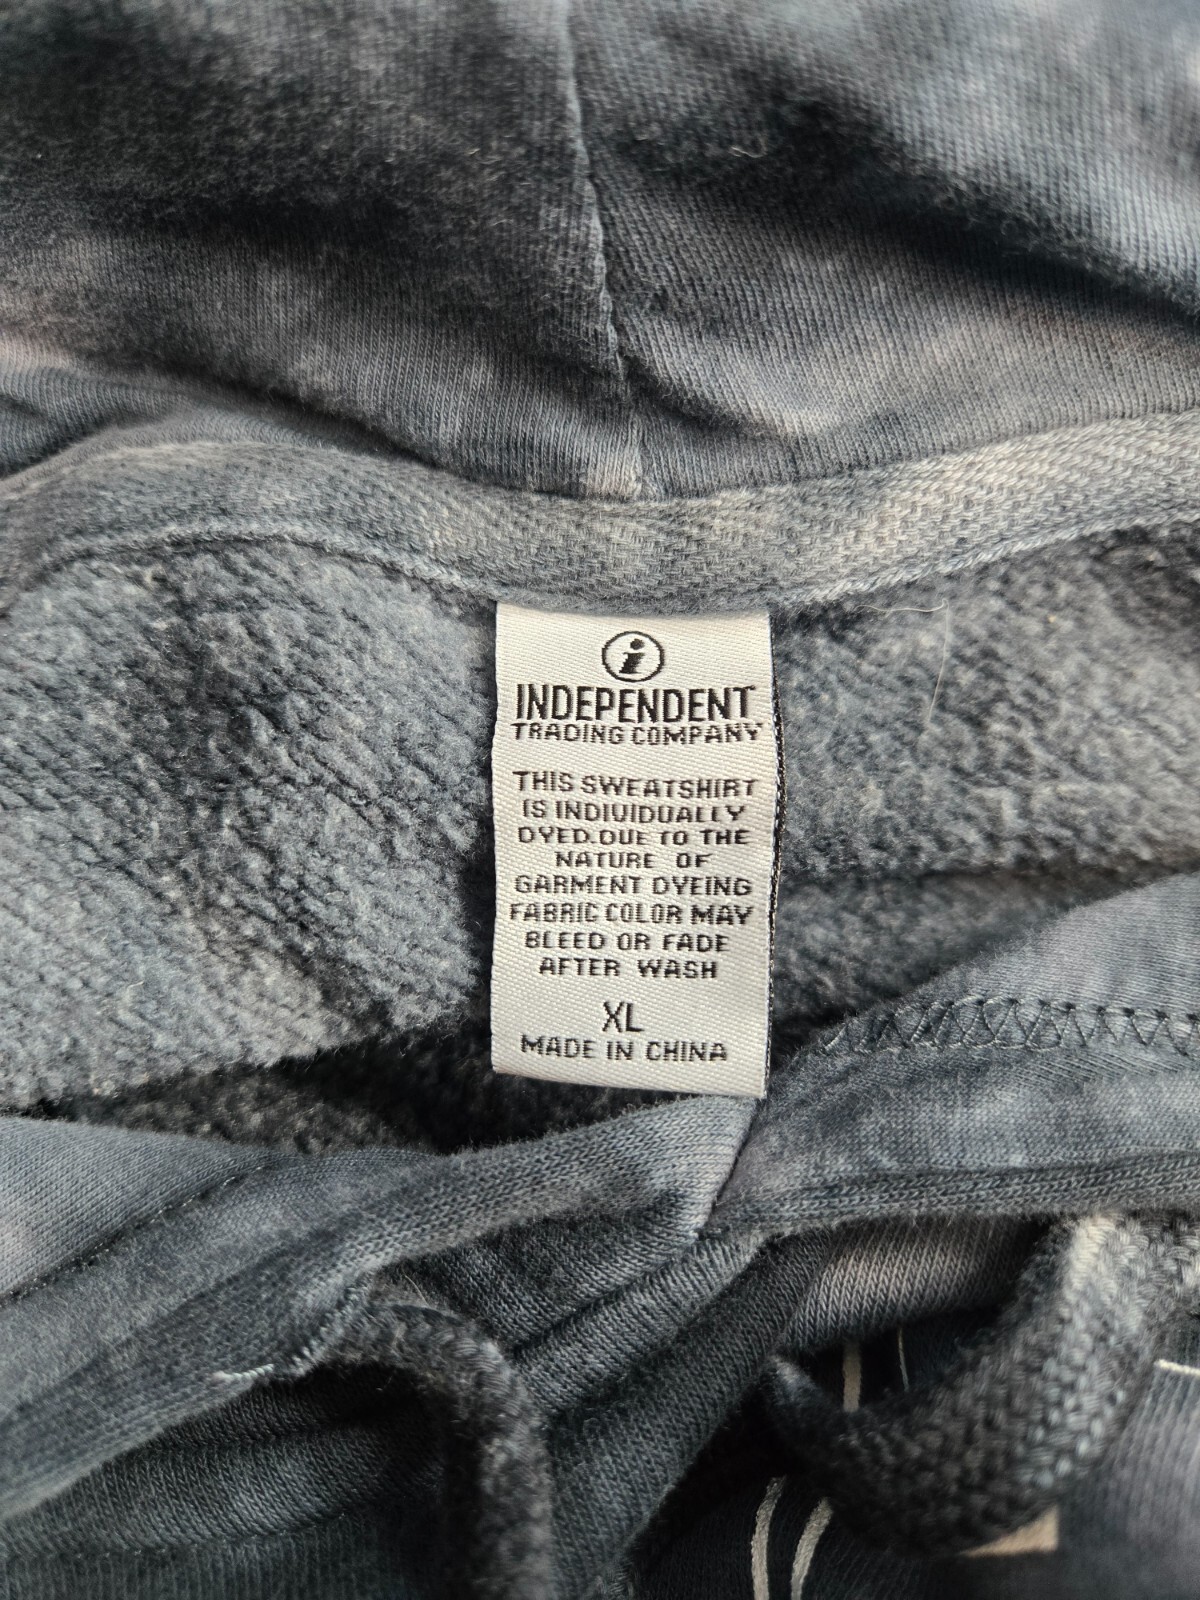 i
INDEPENDENT
TRADING COMPANY
THIS SWEATSHIRT
IS INDIVIDUALLY
DYED.DUE TO THE
NATURE OF
GARMENT DYEING
FABRIC COLOR MAY
BLEED OR FADE
AFTER WASH
XL
MADE IN CHINA